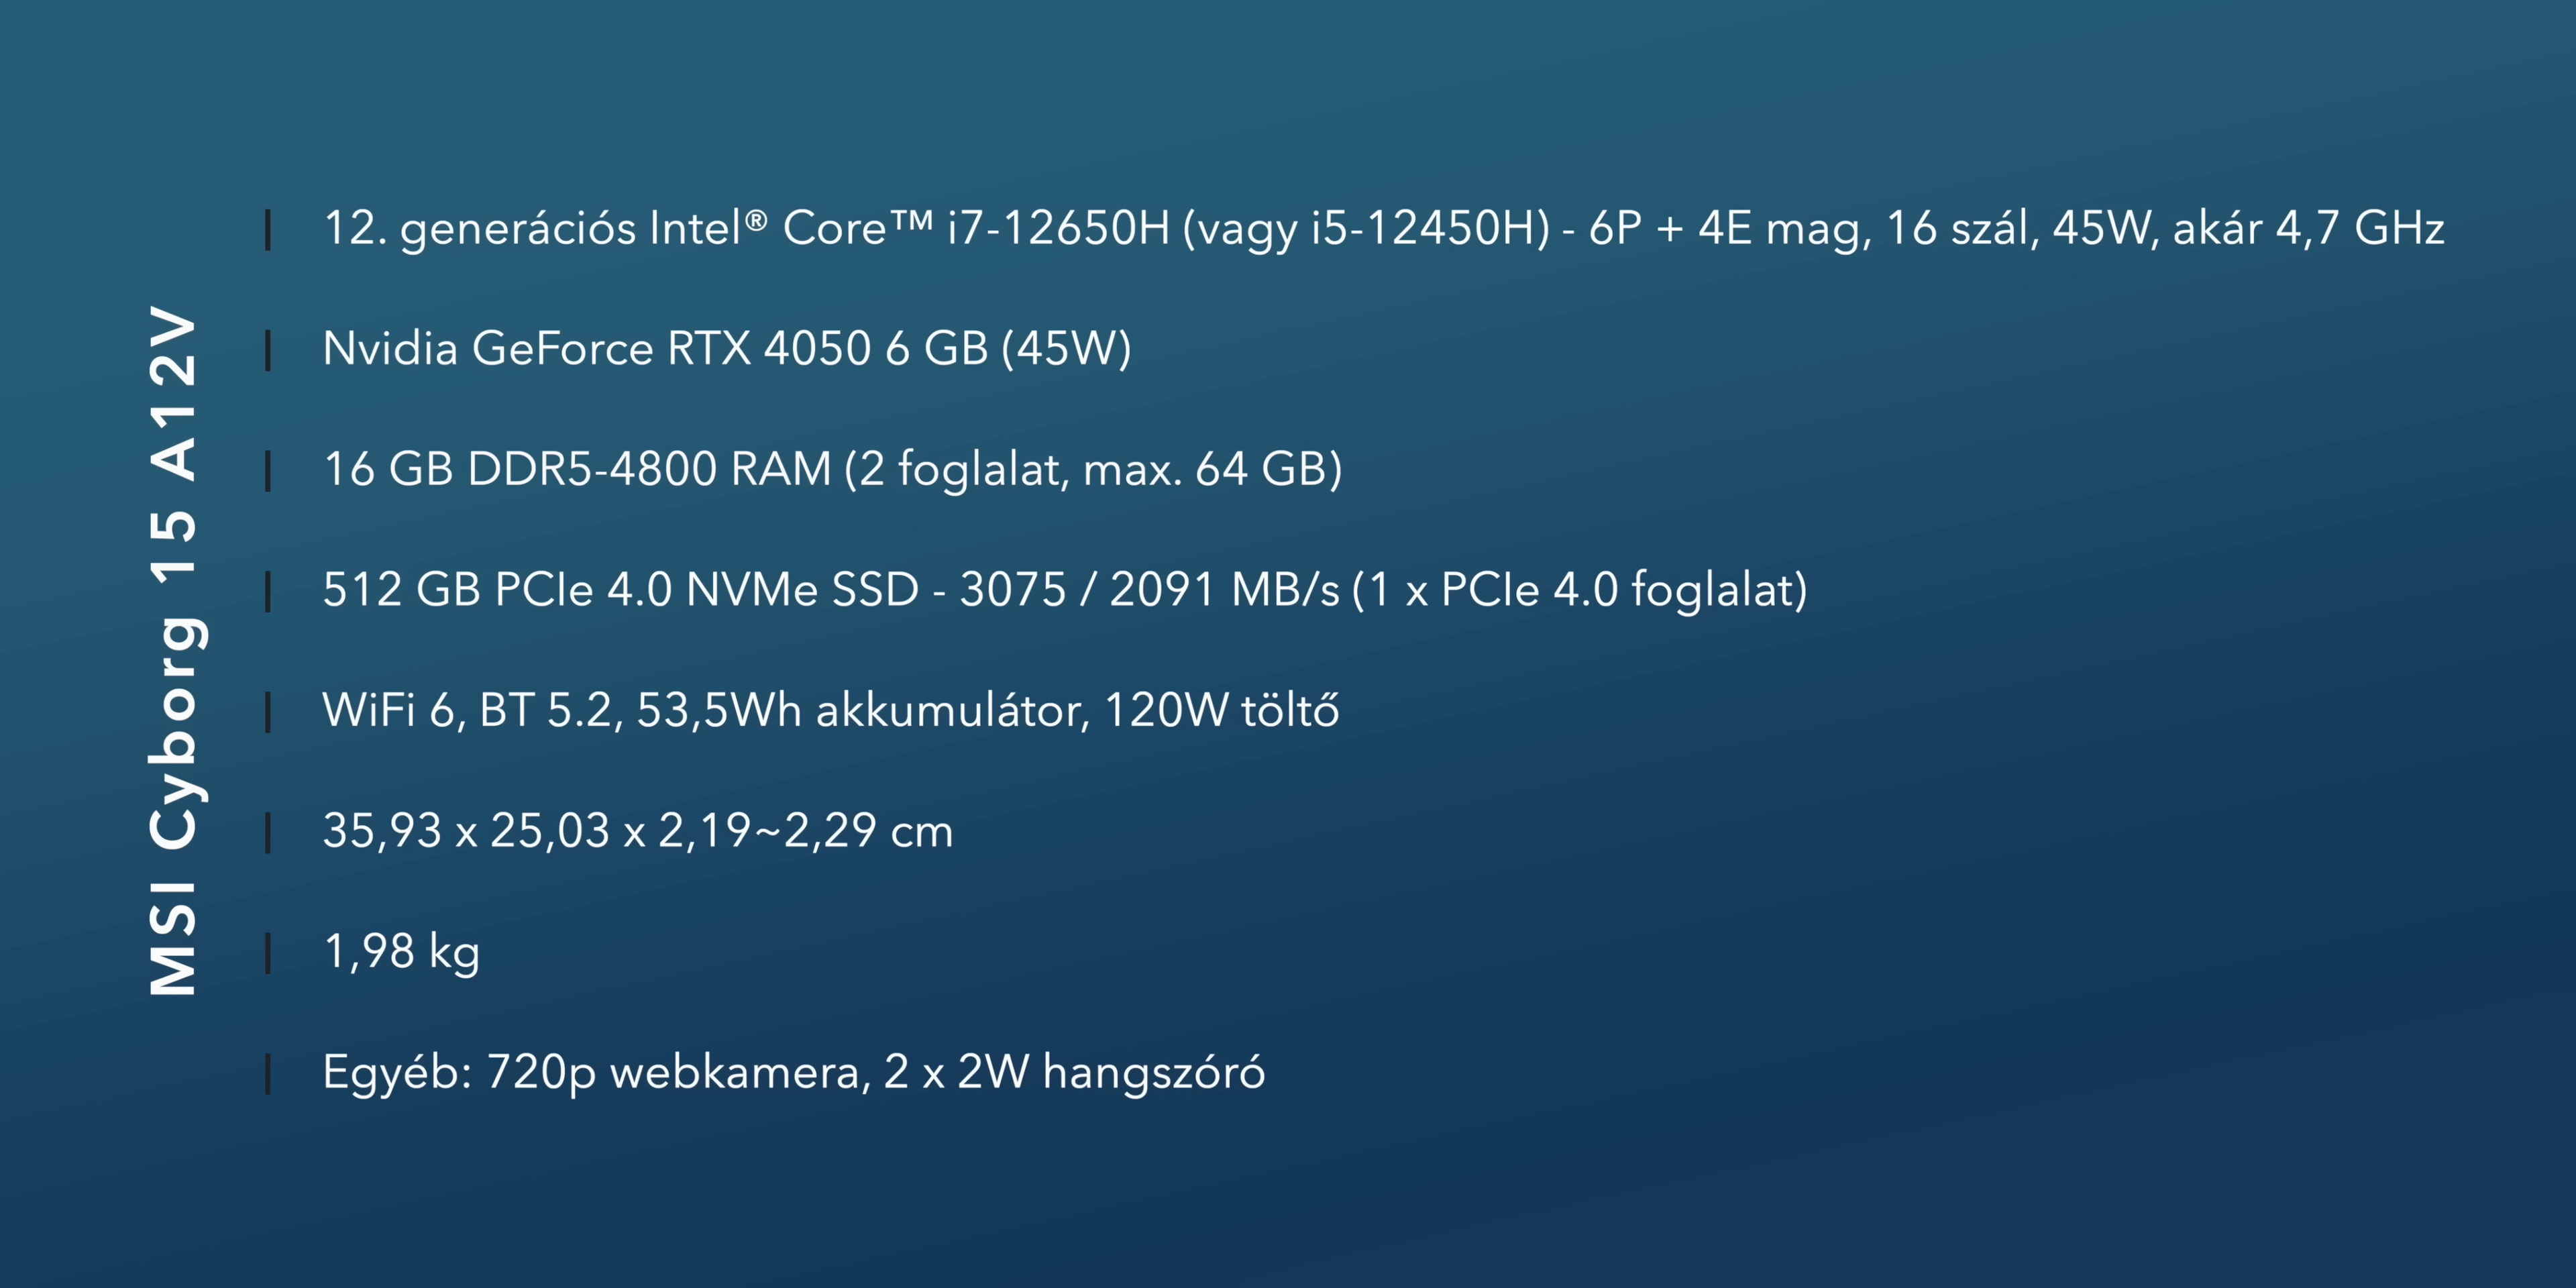 MSI Cyborg 15 A12V
12. generációs Intel® Core™ i7-12650H (vagy i5-12450H) - 6P + 4E mag, 16 szál, 45W, akár 4,7 GHz
Nvidia GeForce RTX 4050 6 GB (45W)
16 GB DDR5-4800 RAM (2 foglalat, max. 64 GB)
512 GB PCIe 4.0 NVMe SSD - 3075 / 2091 MB/s (1 x PCIe 4.0 foglalat)
WiFi 6, BT 5.2, 53,5Wh akkumulátor, 120W töltő
35,93 x 25,03 x 2,19~2,29 cm
1,98 kg
Egyéb: 720p webkamera, 2 x 2W hangszóró